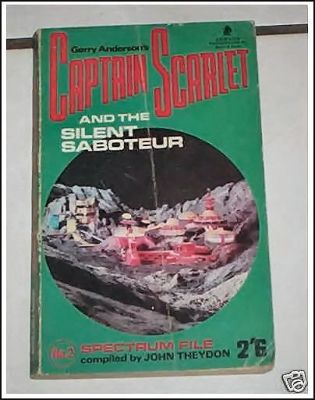 Gerry Anderson's
CAPTAIN SCARLET
AND THE
SILENT
SABOTEUR
No.2
SPECTRUM FILE
compiled by JOHN THEYDON
2'6